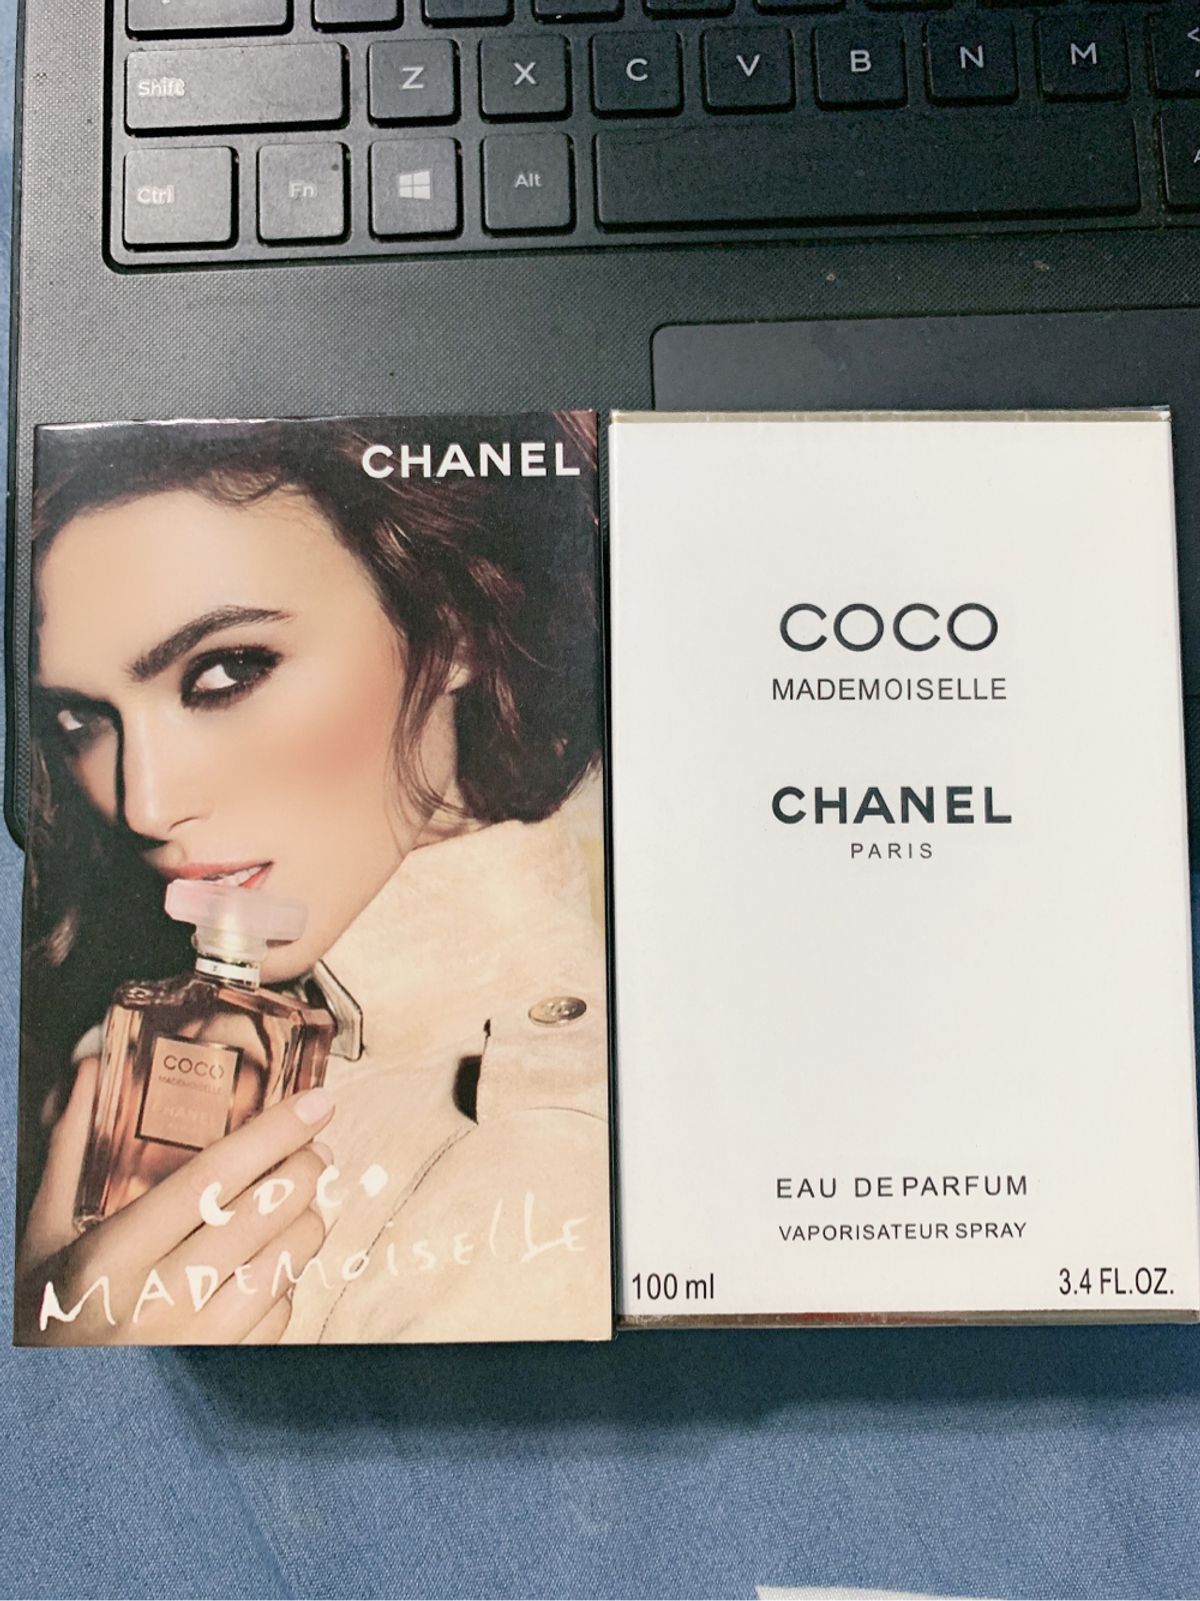 Shift Z X C V B N M <
Ctrl Fn Alt
CHANEL
COCO
MADEMOISELLE
CHANEL
COCO
MADEMOISELLE
COCO
MADEMOISELLE
CHANEL
PARIS
EAU DE PARFUM
VAPORISATEUR SPRAY
100 ml 3.4 FL.OZ.